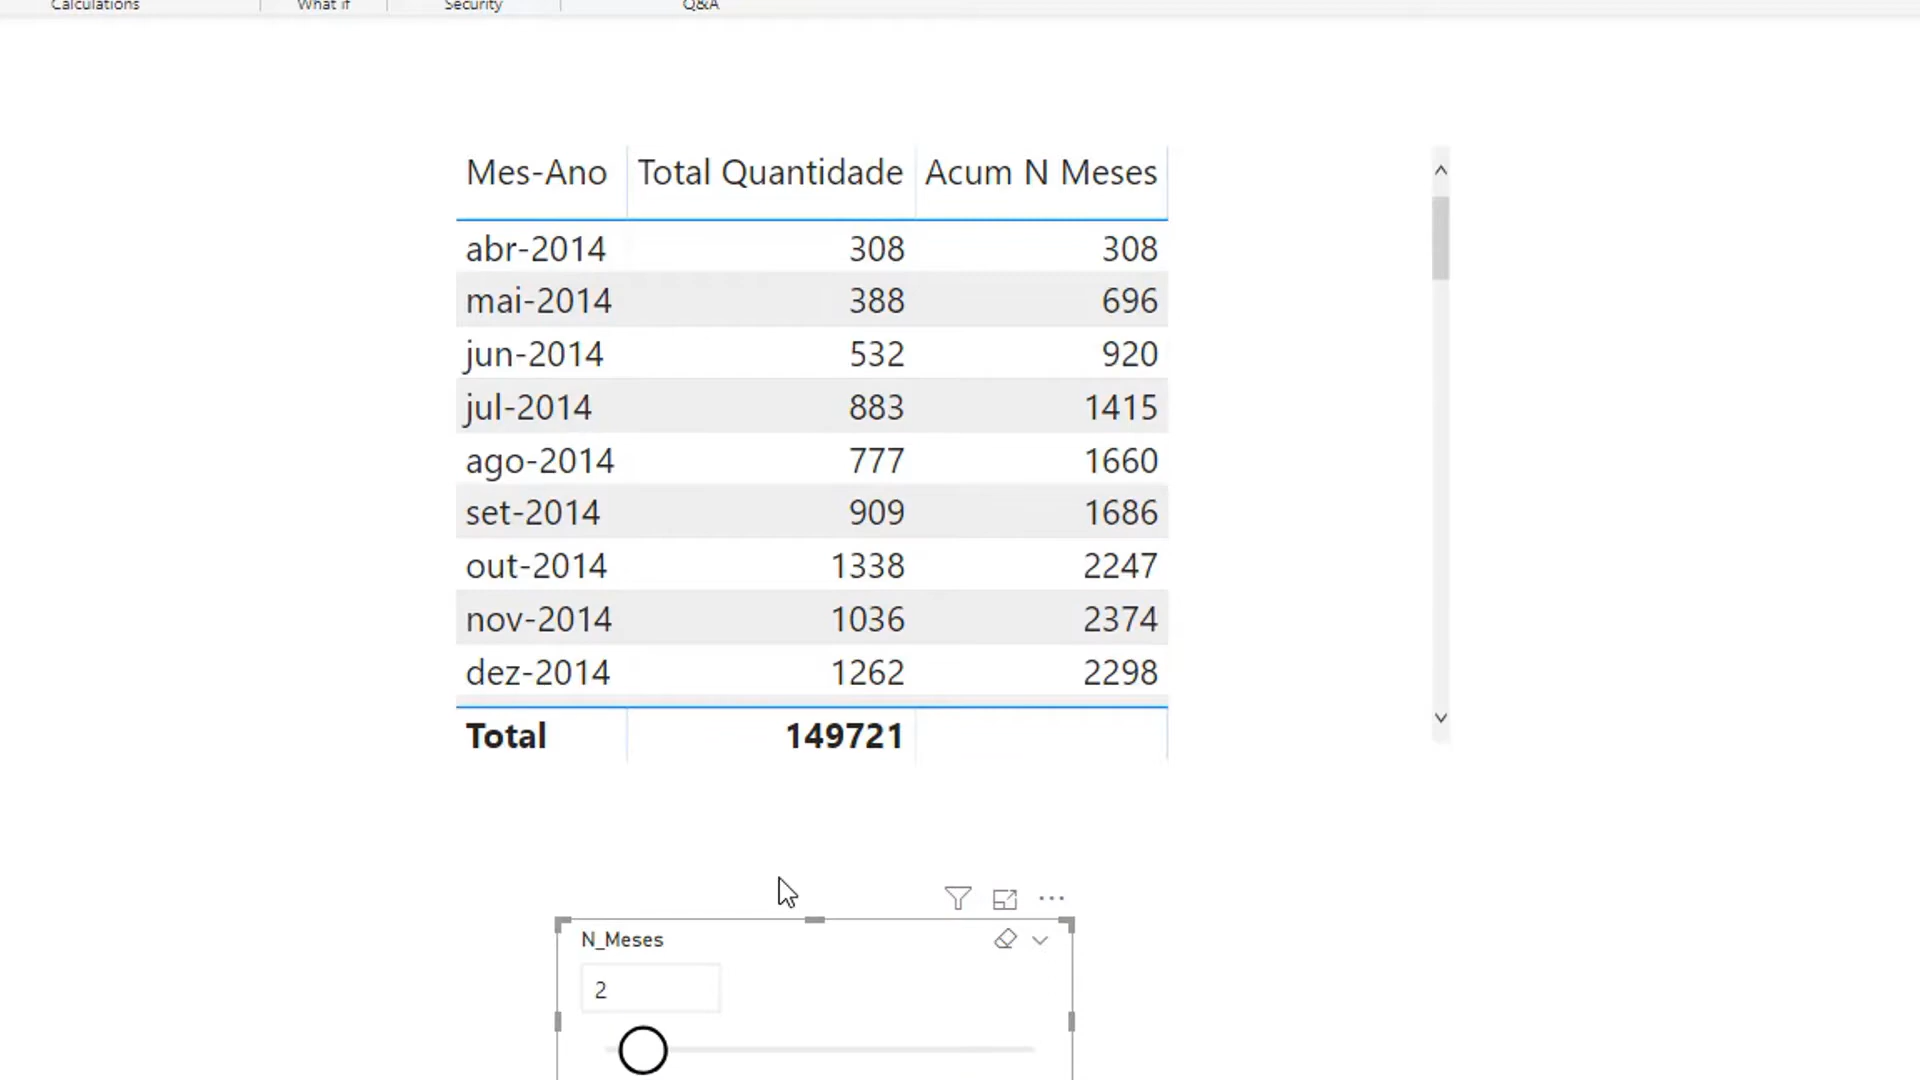 Calculations What if Security Q&A
Mes-Ano Total Quantidade Acum N Meses
abr-2014 308 308
mai-2014 388 696
jun-2014 532 920
jul-2014 883 1415
ago-2014 777 1660
set-2014 909 1686
out-2014 1338 2247
nov-2014 1036 2374
dez-2014 1262 2298
Total 149721
N_Meses
2